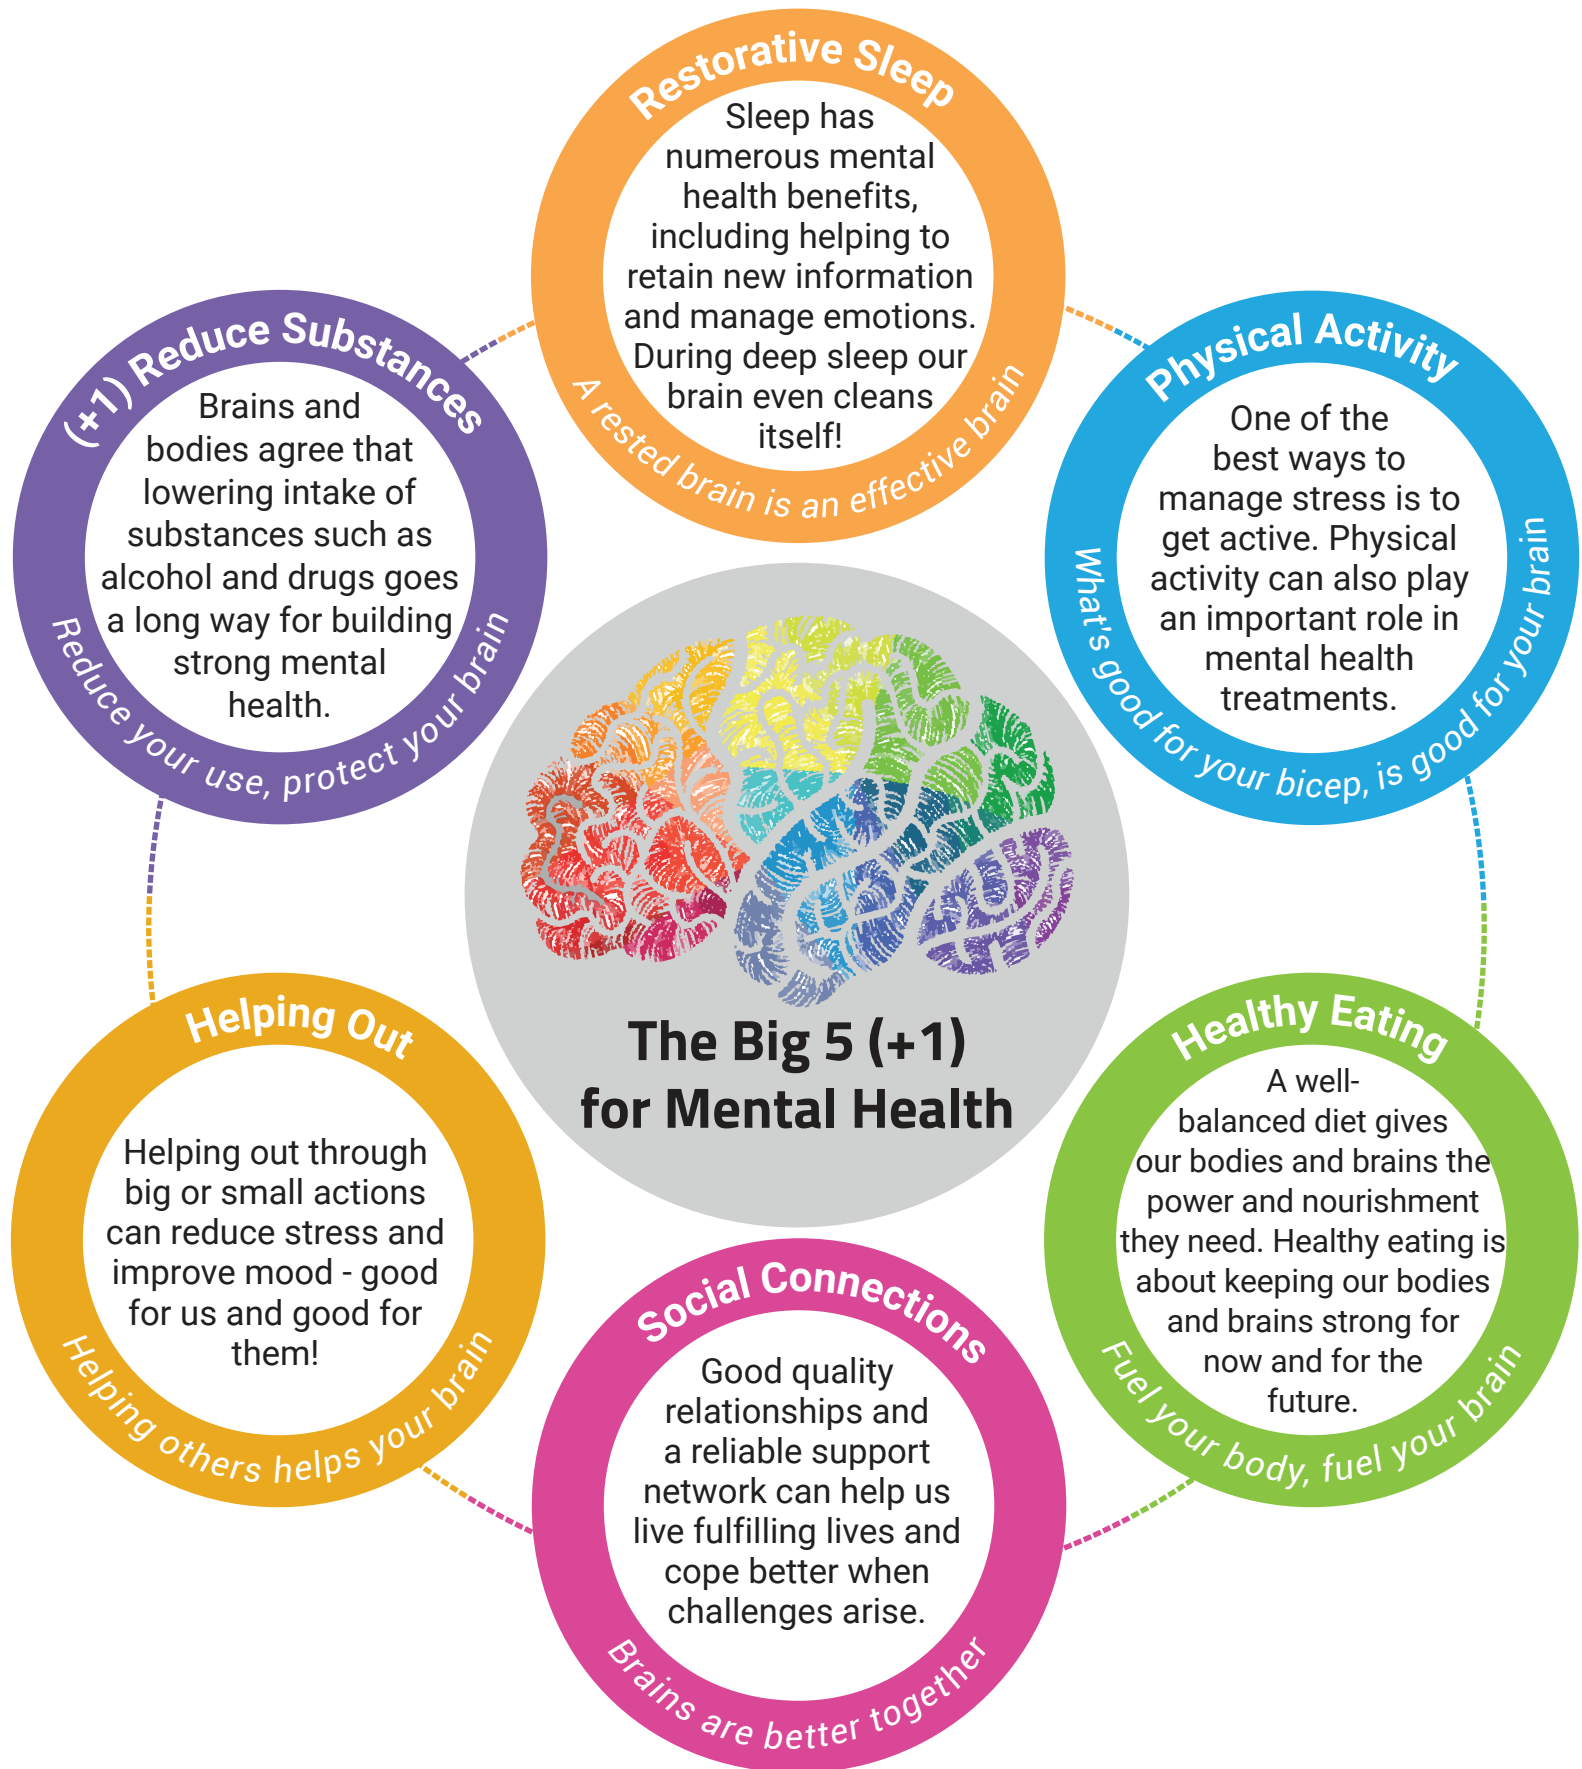 Restorative Sleep
Sleep has
numerous mental
health benefits,
including helping to
retain new information
and manage emotions.
During deep sleep our
brain even cleans
itself!
A rested brain is an effective brain
Physical Activity
One of the
best ways to
manage stress is to
get active. Physical
activity can also play
an important role in
mental health
treatments.
What's good for your bicep, is good for your brain
Healthy Eating
A well-
balanced diet gives
our bodies and brains the
power and nourishment
they need. Healthy eating is
about keeping our bodies
and brains strong for
now and for the
future.
Fuel your body, fuel your brain
Social Connections
Good quality
relationships and
a reliable support
network can help us
live fulfilling lives and
cope better when
challenges arise.
Brains are better together
Helping Out
Helping out through
big or small actions
can reduce stress and
improve mood - good
for us and good for
them!
Helping others helps your brain
(+1) Reduce Substances
Brains and
bodies agree that
lowering intake of
substances such as
alcohol and drugs goes
a long way for building
strong mental
health.
Reduce your use, protect your brain
The Big 5 (+1)
for Mental Health